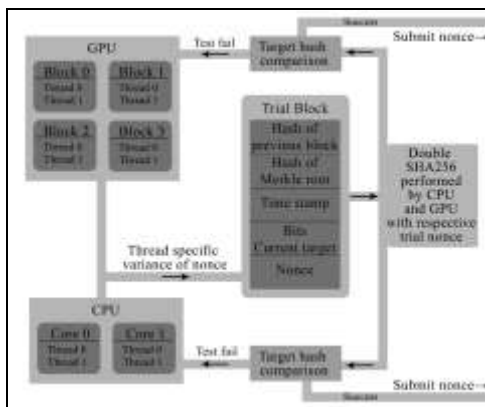 Success
Submit nonce→
GPU
Test fail
Target hash
comparison
Block 0
Thread 0
Thread 1
Block 1
Thread 0
Thread 1
Block 2
Thread 0
Thread 1
Block 3
Thread 0
Thread 1
Trial Block
Hash of
previous block
Hash of
Merkle root
Time stamp
Bits
Current target
Nonce
Double
SHA256
performed
by CPU
and GPU
with respective
trial nonce
Thread specific
variance of nonce
CPU
Core 0
Thread 0
Thread 1
Core 1
Thread 0
Thread 1
Test fail
Target hash
comparison
Submit nonce→
Success